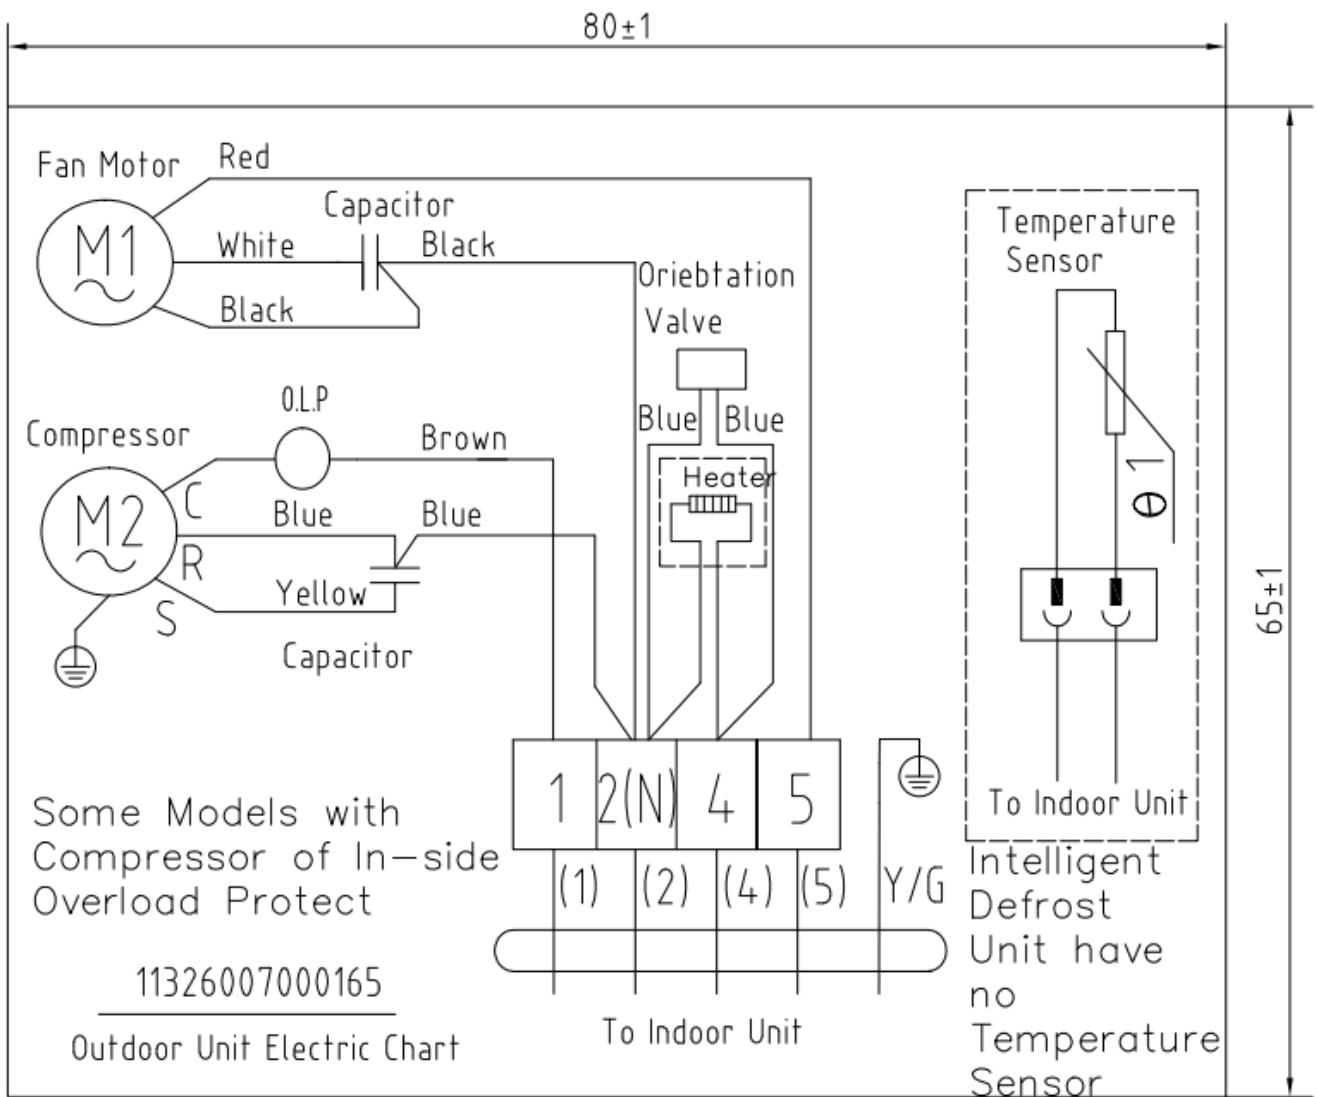 80±1
Fan Motor
Red
Capacitor
M1
White
Black
Black
Oriebtation
Valve
Blue
Blue
Heater
O.L.P
Compressor
Brown
M2
C
Blue
Blue
R
Yellow
S
Capacitor
Temperature
Sensor
θ 1
65±1
To Indoor Unit
1
2(N)
4
5
(1)
(2)
(4)
(5)
Y/G
To Indoor Unit
Some Models with
Compressor of In-side
Overload Protect
11326007000165
Outdoor Unit Electric Chart
Intelligent
Defrost
Unit have
no
Temperature
Sensor